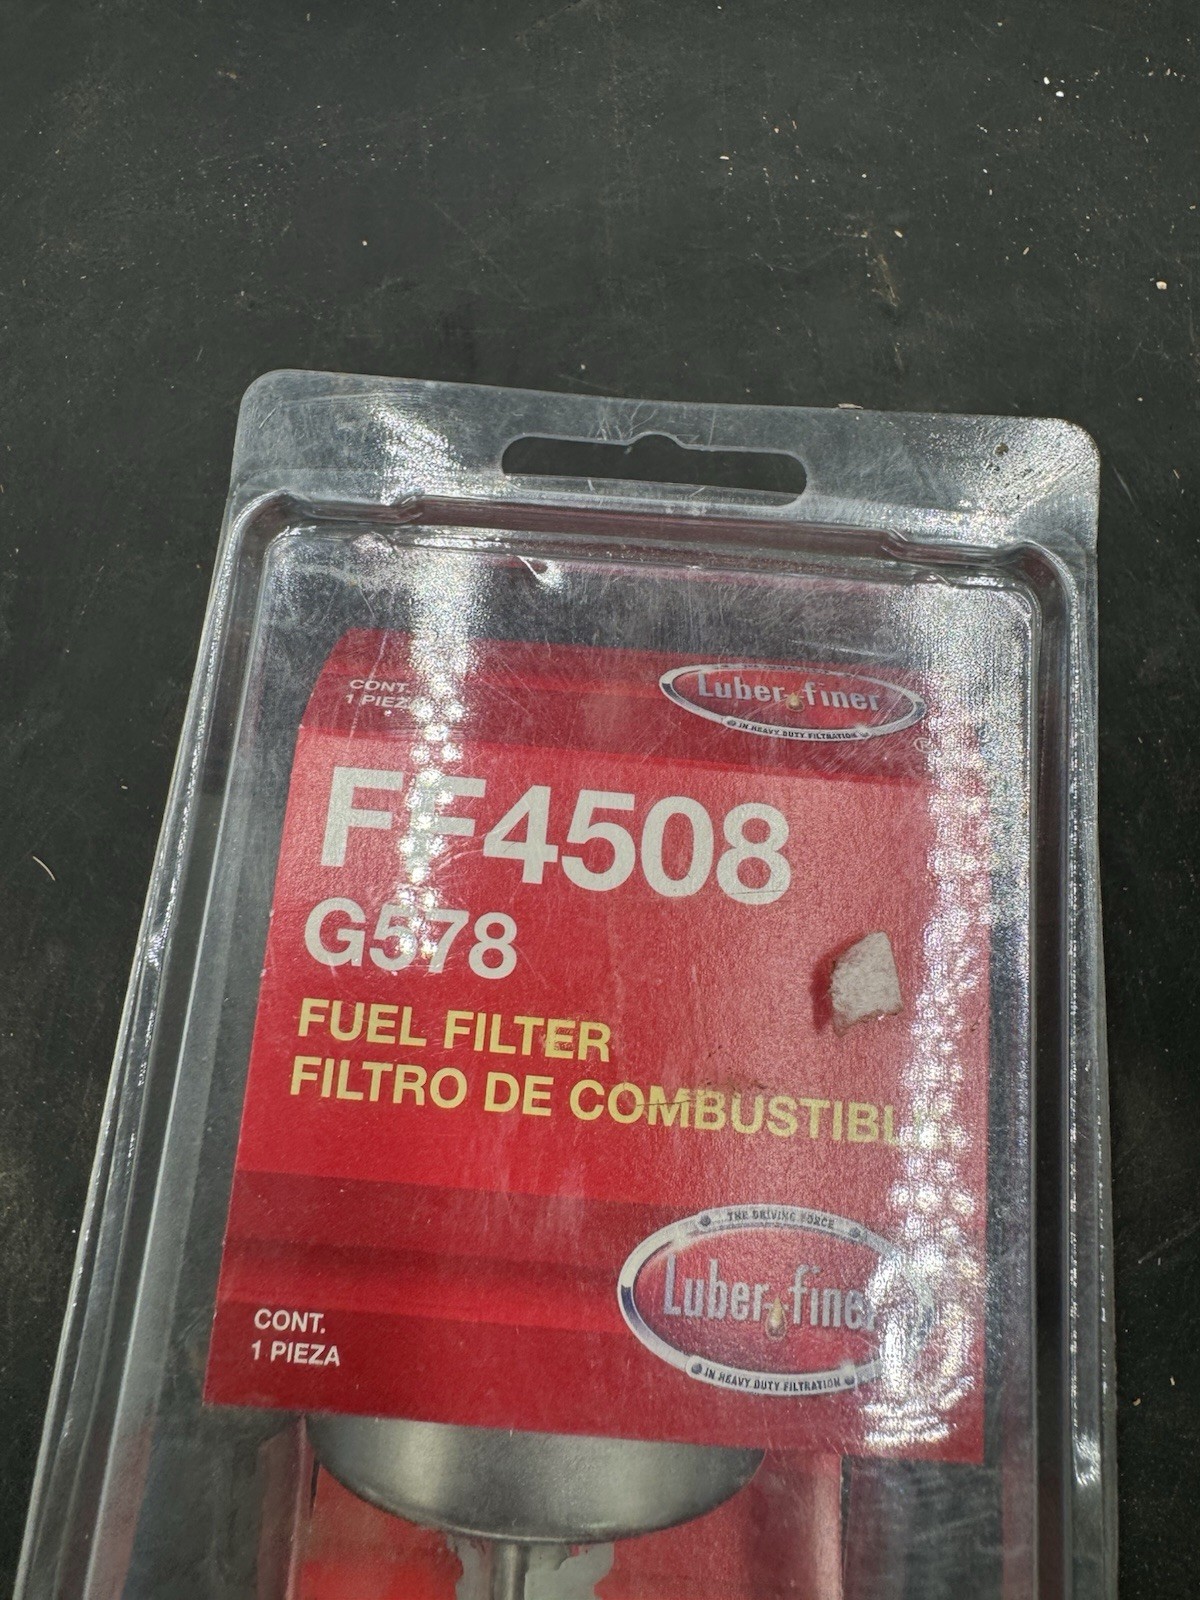 CONT.
1 PIEZA
Luber-finer
IN HEAVY DUTY FILTRATION
®
FF4508
G578
FUEL FILTER
FILTRO DE COMBUSTIBLE
THE DRIVING FORCE
Luber-finer
IN HEAVY DUTY FILTRATION
CONT.
1 PIEZA